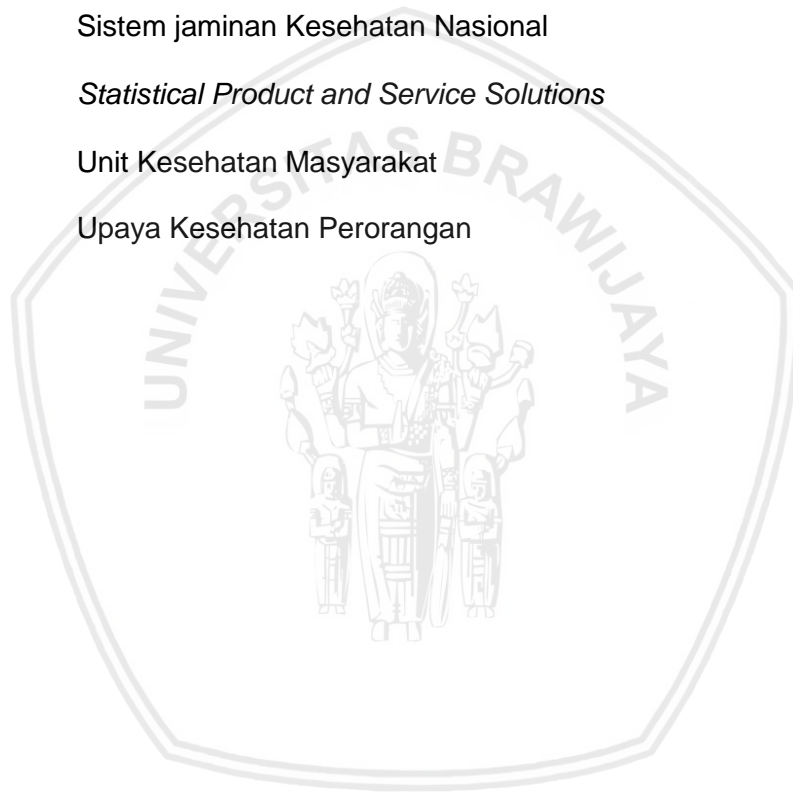 Sistem jaminan Kesehatan Nasional
Statistical Product and Service Solutions
Unit Kesehatan Masyarakat
Upaya Kesehatan Perorangan
UNIVERSITAS BRAWIJAYA